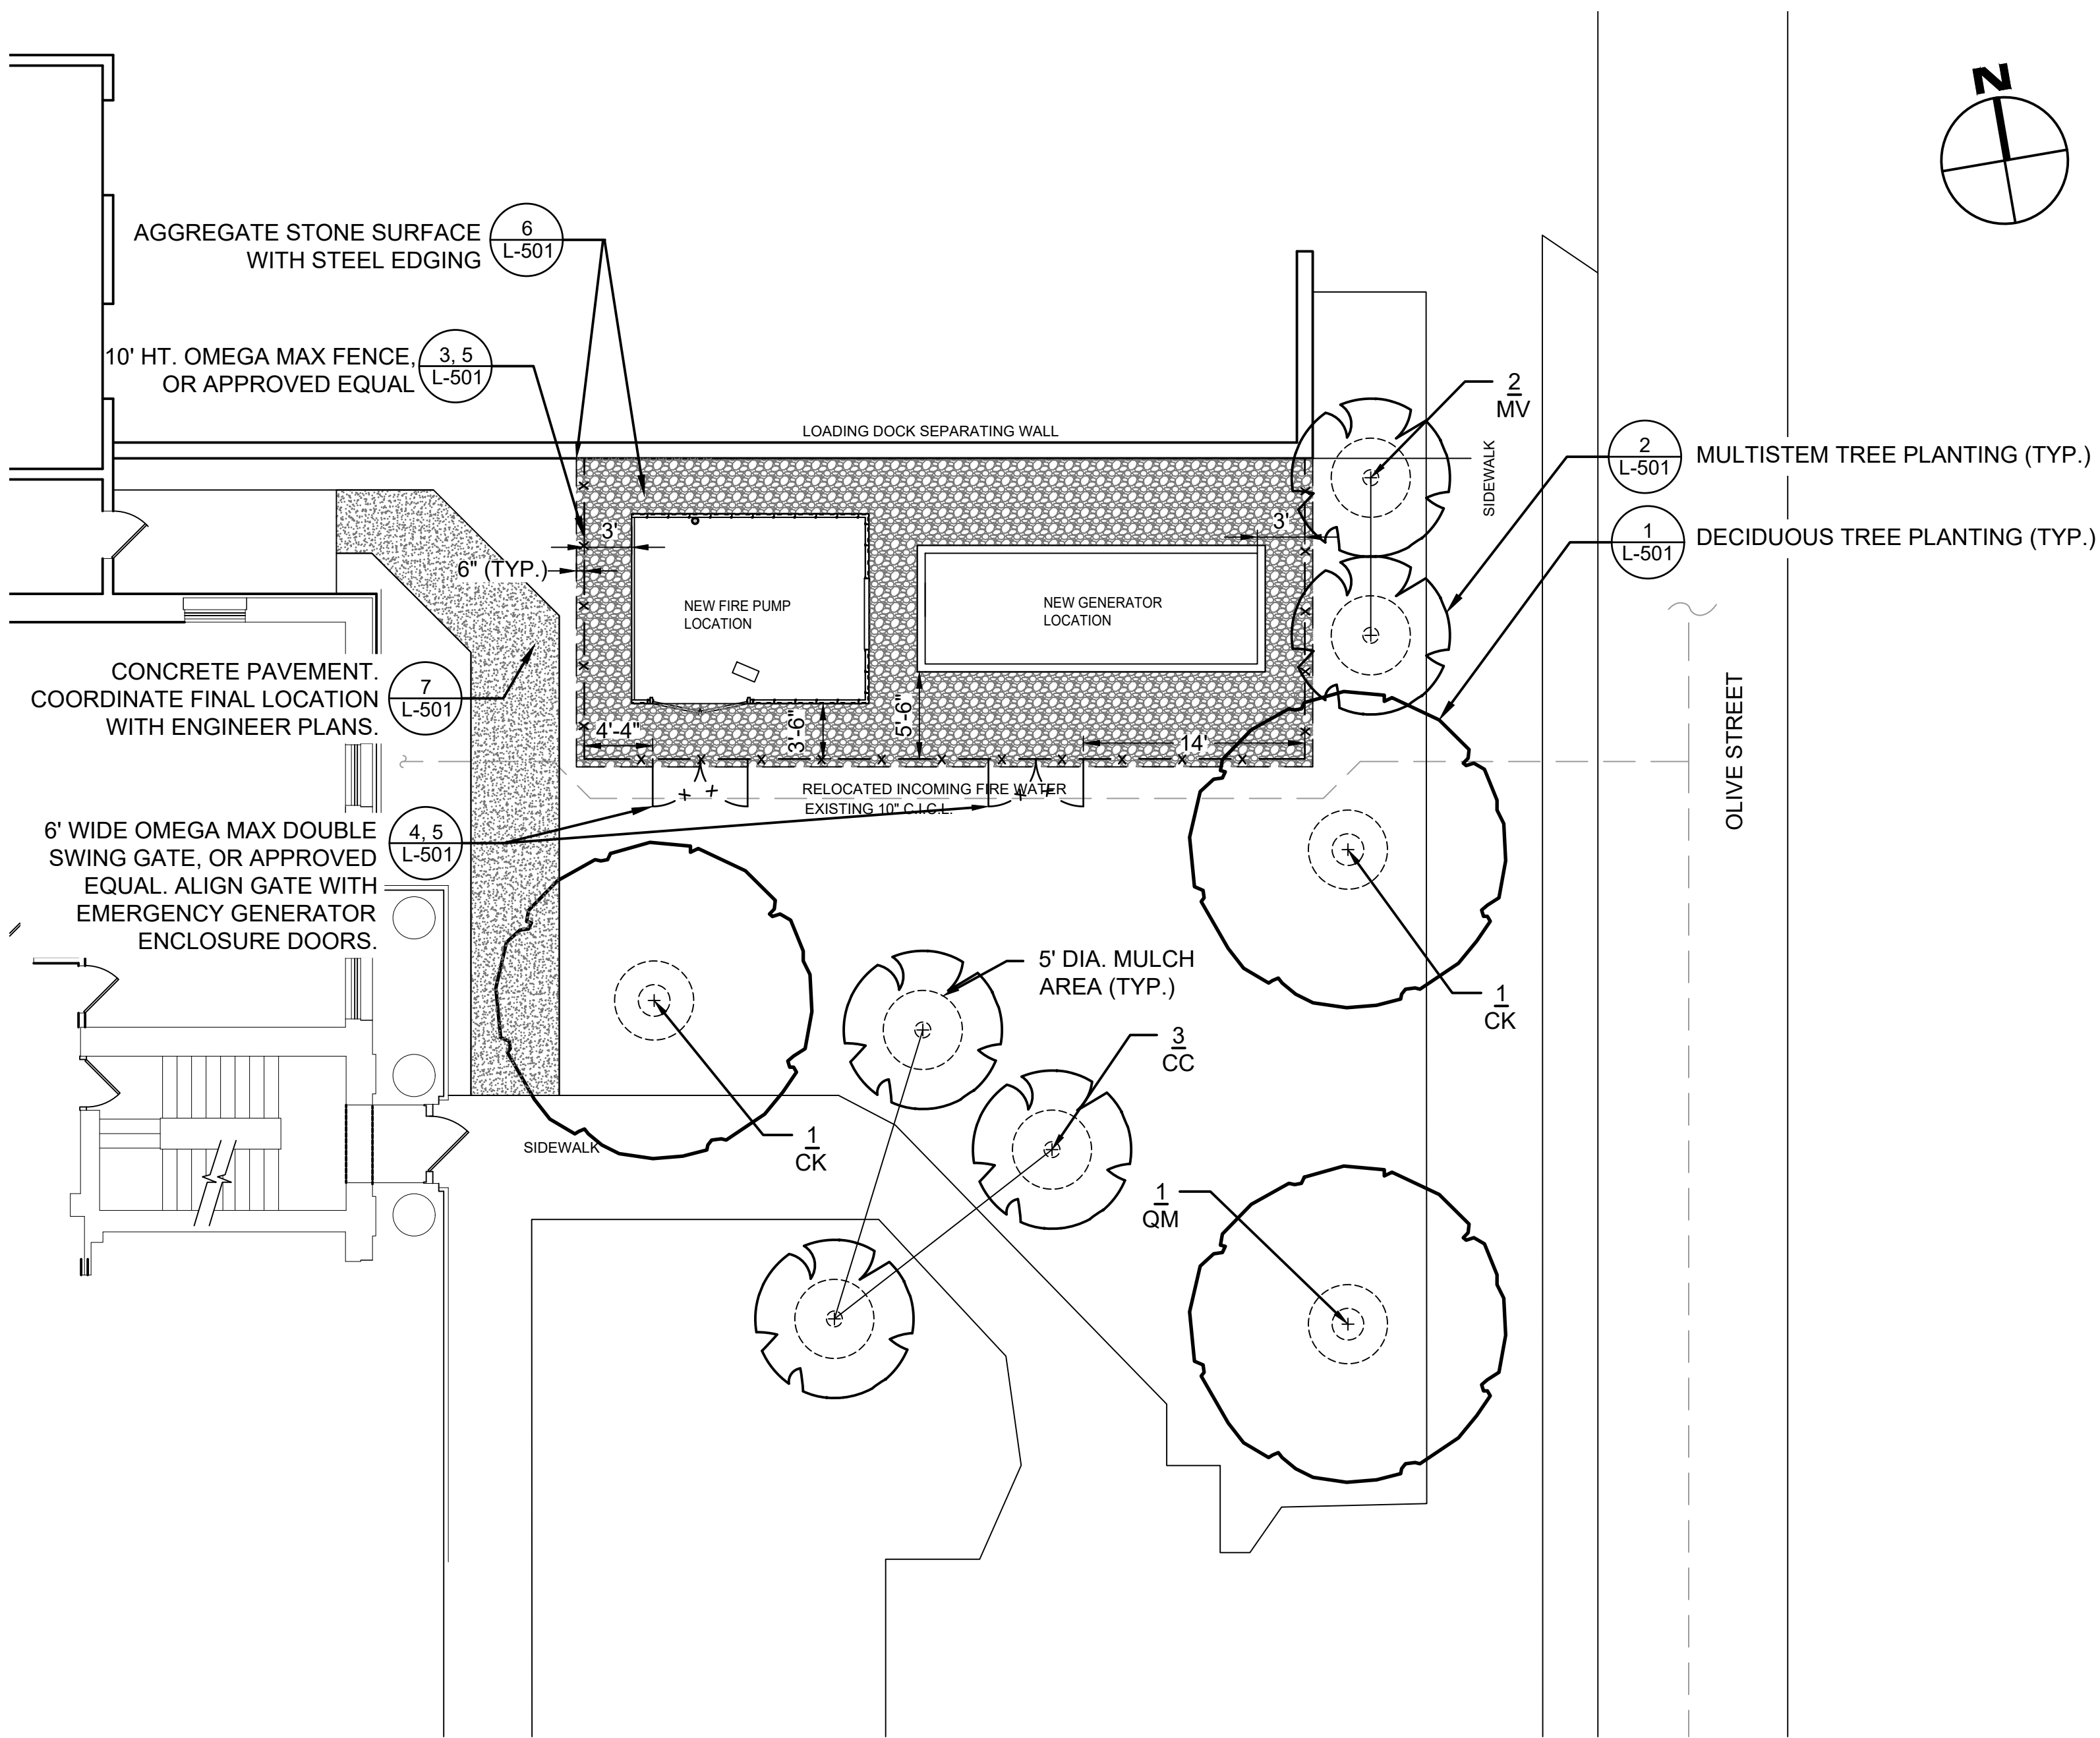 N
AGGREGATE STONE SURFACE
WITH STEEL EDGING
6
L-501
10' HT. OMEGA MAX FENCE,
OR APPROVED EQUAL
3, 5
L-501
2
MV
LOADING DOCK SEPARATING WALL
SIDEWALK
2
L-501
MULTISTEM TREE PLANTING (TYP.)
1
L-501
DECIDUOUS TREE PLANTING (TYP.)
3'
3'
6" (TYP.)
NEW FIRE PUMP
LOCATION
NEW GENERATOR
LOCATION
CONCRETE PAVEMENT.
COORDINATE FINAL LOCATION
WITH ENGINEER PLANS.
7
L-501
4'-4"
3'-6"
5'-6"
14'
OLIVE STREET
RELOCATED INCOMING FIRE WATER
EXISTING 10" C.I.C.L.
6' WIDE OMEGA MAX DOUBLE
SWING GATE, OR APPROVED
EQUAL. ALIGN GATE WITH
EMERGENCY GENERATOR
ENCLOSURE DOORS.
4, 5
L-501
5' DIA. MULCH
AREA (TYP.)
1
CK
3
CC
1
CK
SIDEWALK
1
QM